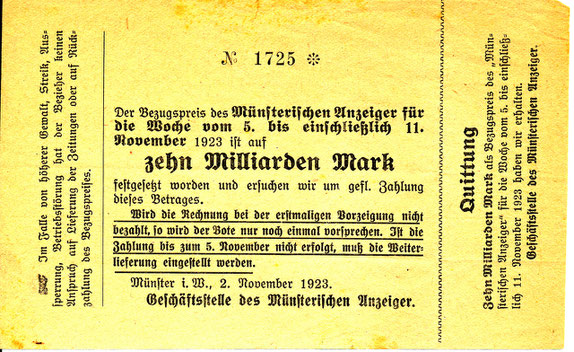 ☛ Im Falle von höherer Gewalt, Streik, Aus-
sperrung, Betriebsstörung hat der Bezieher keinen
Anspruch auf Lieferung der Zeitungen oder auf Rück-
zahlung des Bezugspreises.
№ 1725 ※
Der Bezugspreis des Münsterischen Anzeiger für
die Woche vom 5. bis einschließlich 11.
November 1923 ist auf
zehn Milliarden Mark
festgesetzt worden und ersuchen wir um gefl. Zahlung
dieses Betrages.
Wird die Rechnung bei der erstmaligen Vorzeigung nicht
bezahlt, so wird der Bote nur noch einmal vorsprechen. Ist die
Zahlung bis zum 5. November nicht erfolgt, muß die Weiter-
lieferung eingestellt werden.
Münster i. W., 2. November 1923.
Geschäftsstelle des Münsterischen Anzeiger.
Quittung
Zehn Milliarden Mark als Bezugspreis des „Mün-
sterischen Anzeiger" für die Woche vom 5. bis einschließ-
lich 11. November 1923 haben wir erhalten.
Geschäftsstelle des Münsterischen Anzeiger.